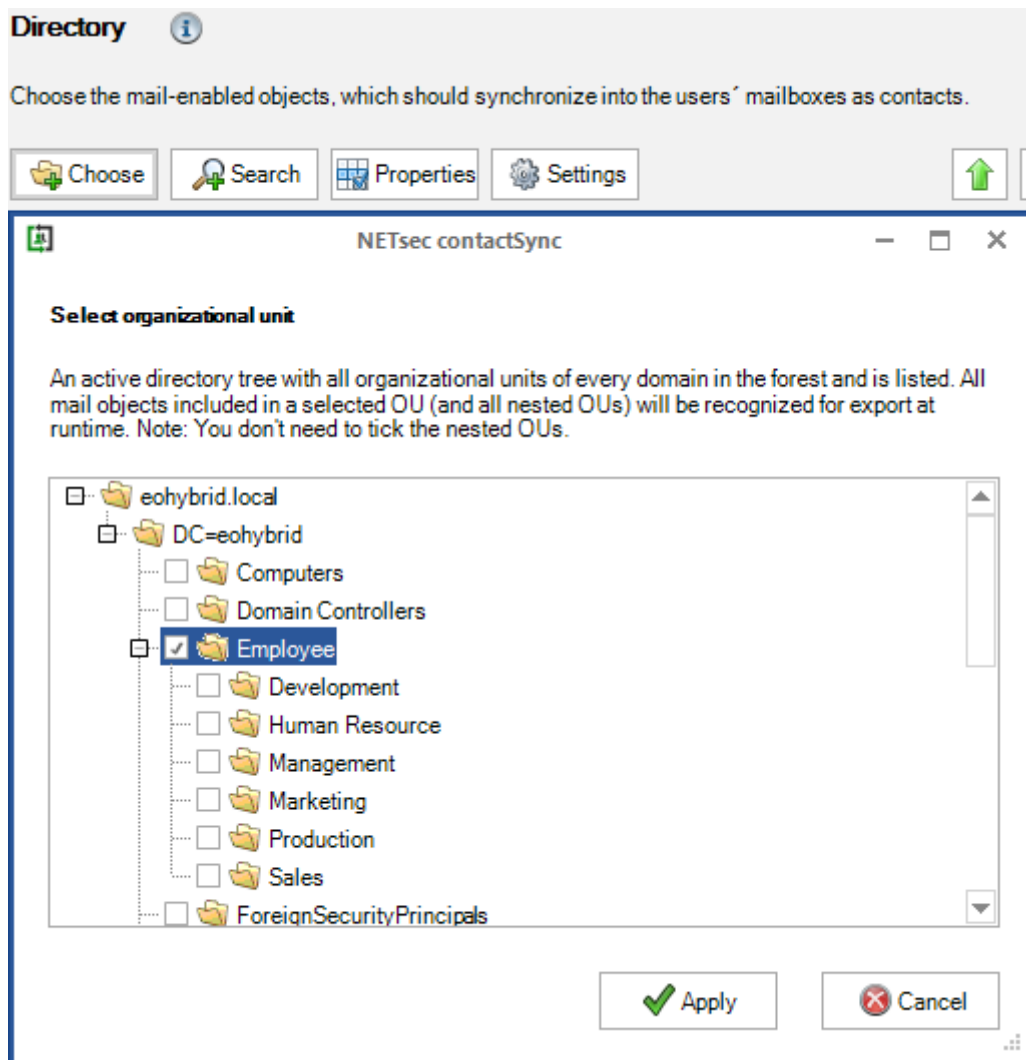 Directory
Choose the mail-enabled objects, which should synchronize into the users´ mailboxes as contacts.
Choose Search Properties Settings
NETsec contactSync
Select organizational unit
An active directory tree with all organizational units of every domain in the forest and is listed. All
mail objects included in a selected OU (and all nested OUs) will be recognized for export at
runtime. Note: You don't need to tick the nested OUs.
eohybrid.local
DC=eohybrid
Computers
Domain Controllers
Employee
Development
Human Resource
Management
Marketing
Production
Sales
ForeignSecurityPrincipals
Apply Cancel